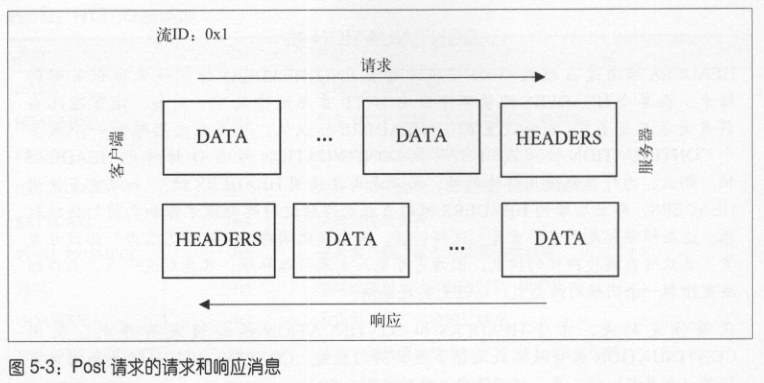 流ID：0x1
请求
客户端
DATA ... DATA HEADERS
服务器
HEADERS DATA ... DATA
响应
图 5-3：Post 请求的请求和响应消息